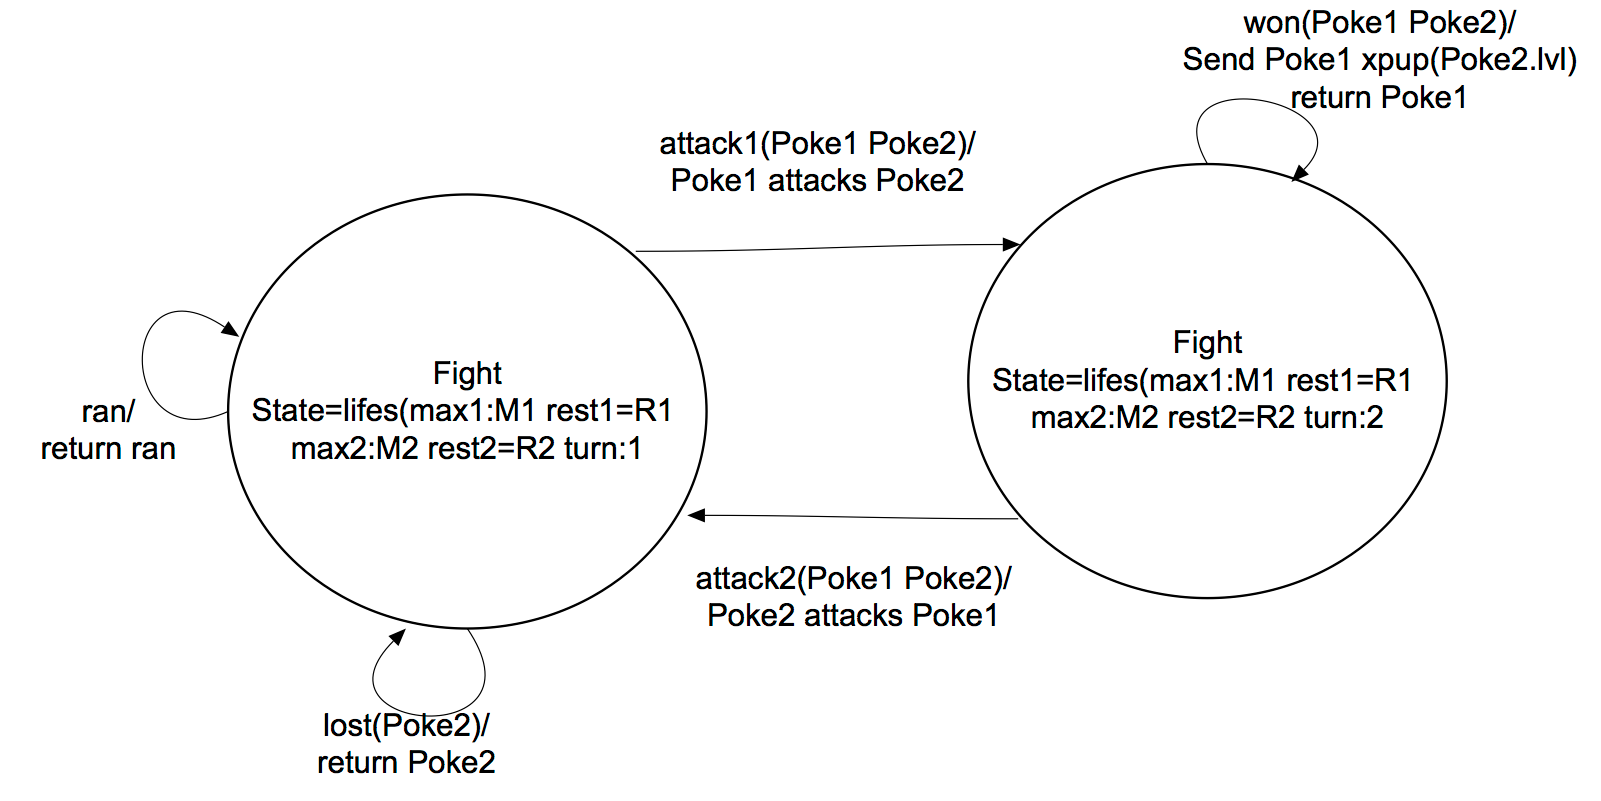 won(Poke1 Poke2)/
Send Poke1 xpup(Poke2.lvl)
return Poke1
attack1(Poke1 Poke2)/
Poke1 attacks Poke2
Fight
State=lifes(max1:M1 rest1=R1
max2:M2 rest2=R2 turn:2
Fight
State=lifes(max1:M1 rest1=R1
max2:M2 rest2=R2 turn:1
ran/
return ran
attack2(Poke1 Poke2)/
Poke2 attacks Poke1
lost(Poke2)/
return Poke2